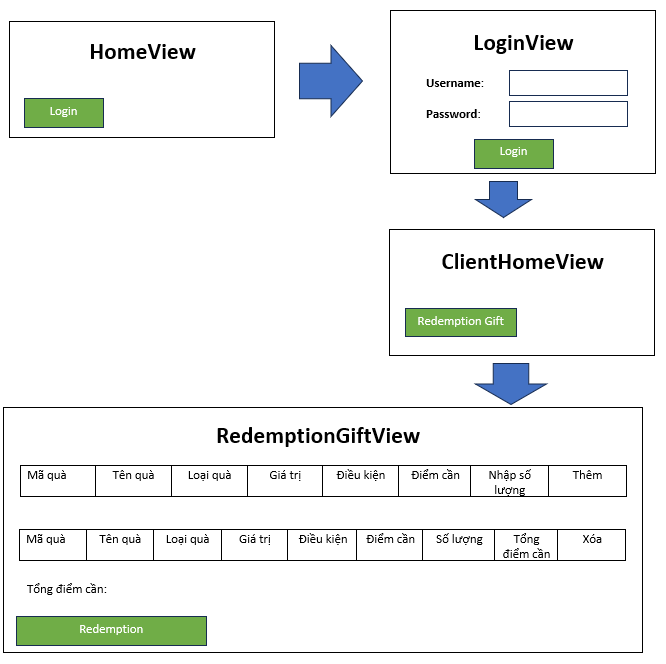 HomeView
Login
LoginView
Username:
Password:
Login
ClientHomeView
Redemption Gift
RedemptionGiftView
Mã quà Tên quà Loại quà Giá trị Điều kiện Điểm cần Nhập số lượng Thêm
Mã quà Tên quà Loại quà Giá trị Điều kiện Điểm cần Số lượng Tổng điểm cần Xóa
Tổng điểm cần:
Redemption